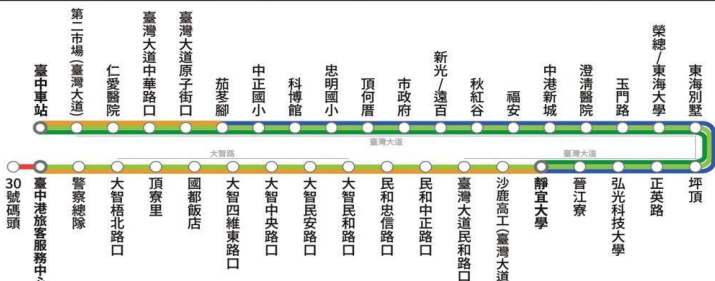 臺中車站
第二市場(臺灣大道)
仁愛醫院
臺灣大道中華路口
臺灣大道原子街口
茄苳腳
中正國小
科博館
忠明國小
頂何厝
市政府
新光/遠百
秋紅谷
福安
中港新城
澄清醫院
玉門路
榮總/東海大學
東海別墅
臺灣大道
大智路
臺灣大道
30號碼頭
臺中港旅客服務中
警察總隊
大智梧北路口
頂寮里
國都飯店
大智四維東路口
大智中央路口
大智民安路口
大智民和路口
民和忠信路口
民和中正路口
臺灣大道民和路口
沙鹿高工(臺灣大道
靜宜大學
晉江寮
弘光科技大學
正英路
坪頂